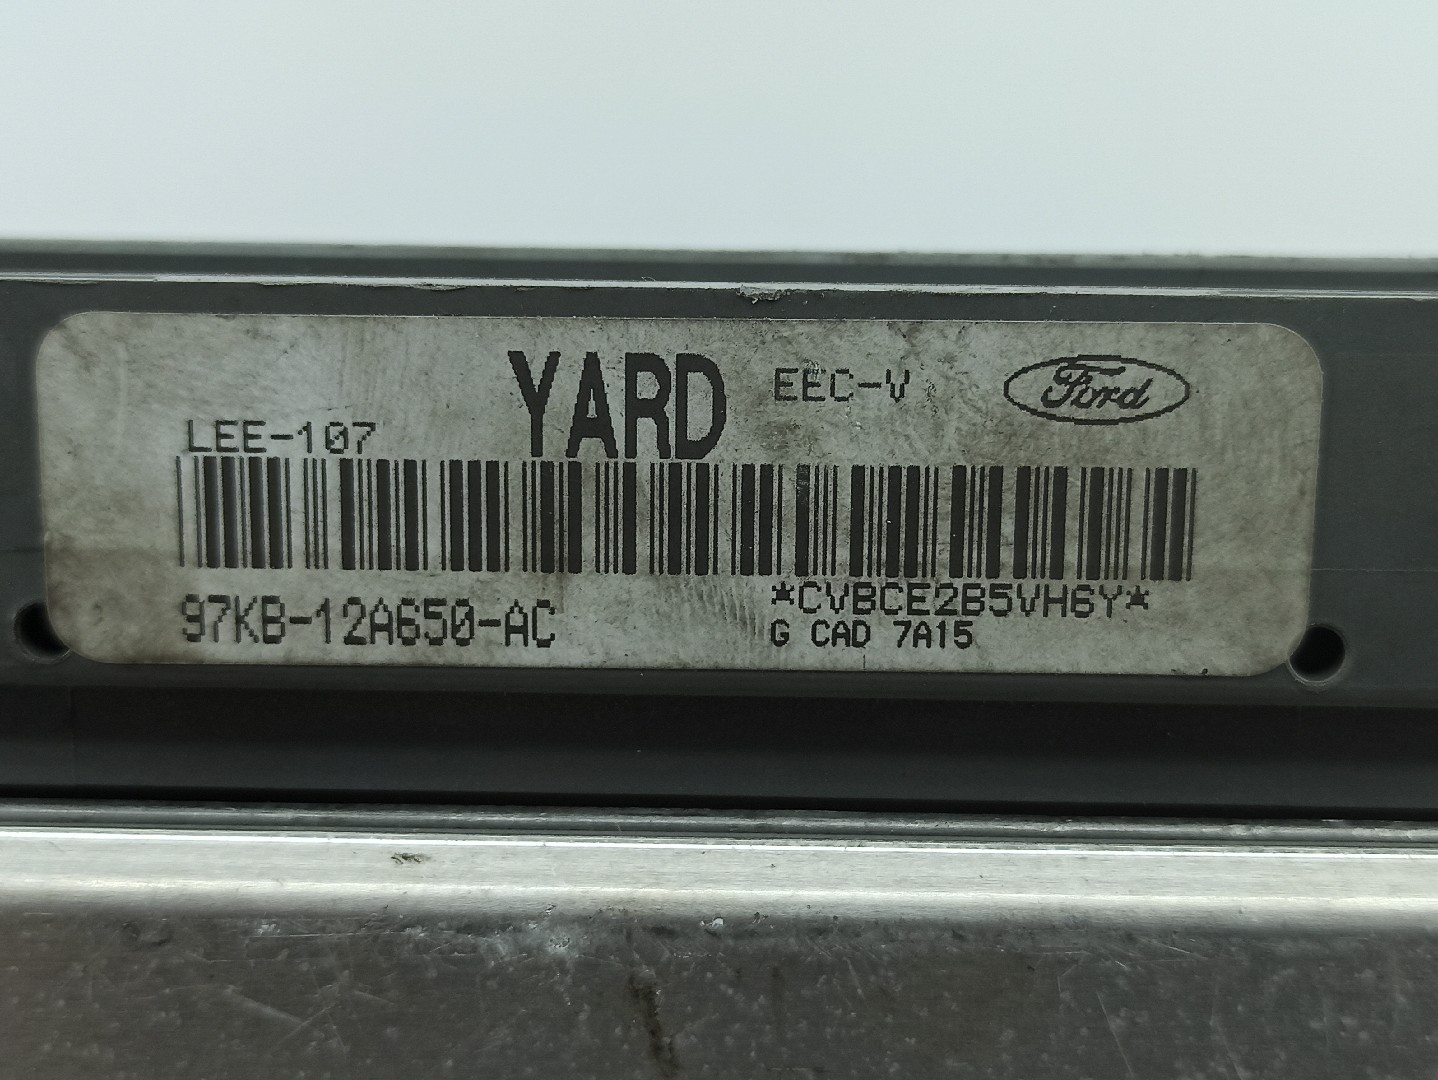 YARD EEC-V Ford
LEE-107
97KB-12A650-AC *CVBCE2B5VH6Y*
G CAD 7A15